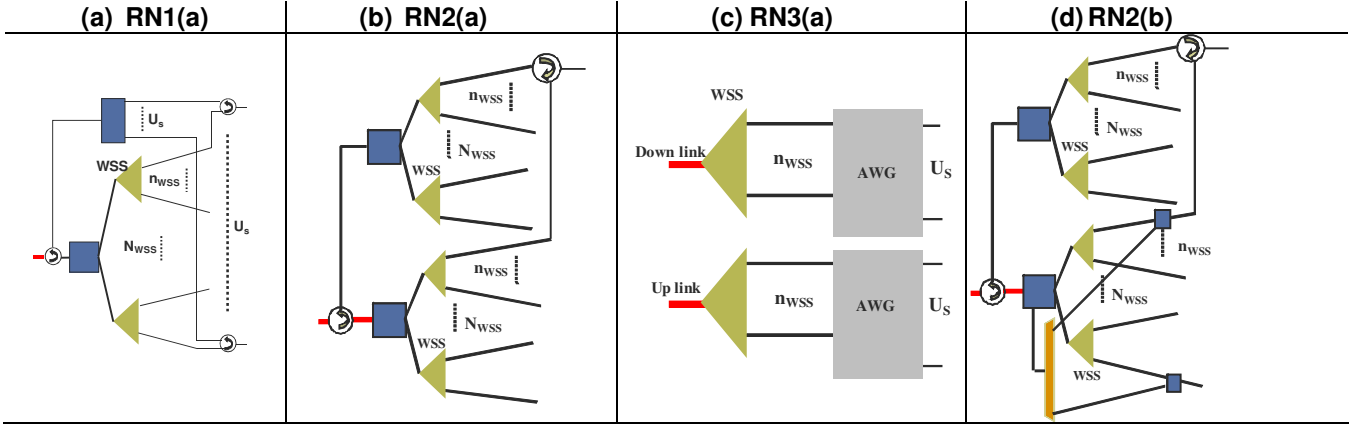 (a) RN1(a)
(b) RN2(a)
(c) RN3(a)
(d) RN2(b)
Us
WSS
nWSS
NWSS
Us
nWSS
NWSS
WSS
nWSS
NWSS
WSS
WSS
Down link
nWSS
AWG
US
Up link
nWSS
AWG
US
nWSS
NWSS
WSS
nWSS
NWSS
WSS